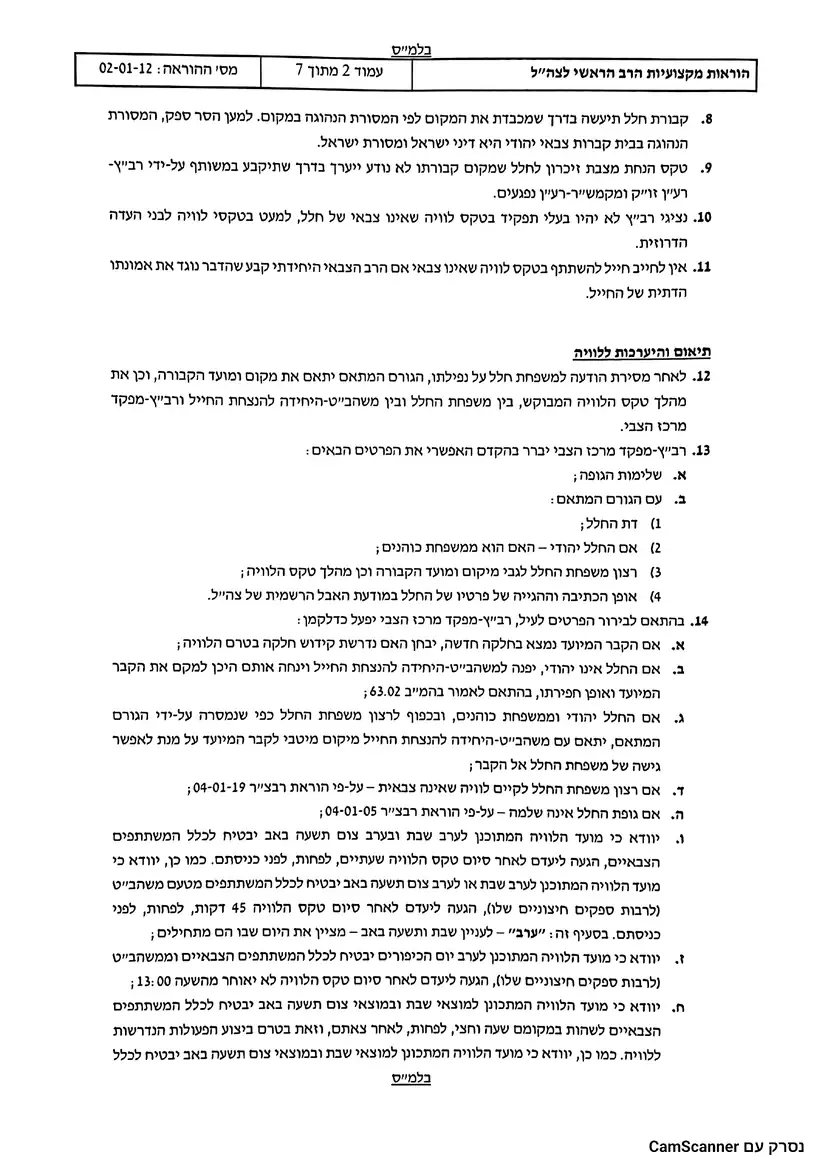 בלמ״ס
הוראות מקצועיות הרב הראשי לצה״ל
עמוד 2 מתוך 7
מס׳ ההוראה: 02-01-12
8. קבורת חלל תיעשה בדרך שמכבדת את המקום לפי המסורת הנהוגה במקום. למען הסר ספק, המסורת
הנהוגה בבית קברות צבאי יהודי היא דיני ישראל ומסורת ישראל.
9. טקס הנחת מצבת זיכרון לחלל שמקום קבורתו לא נודע ייערך בדרך שתיקבע במשותף על-ידי רב״ץ-
רע״ן זו״ק ומקמש״ר-רע״ן נפגעים.
10. נציגי רב״ץ לא יהיו בעלי תפקיד בטקס לוויה שאינו צבאי של חלל, למעט בטקסי לוויה לבני העדה
הדרוזית.
11. אין לחייב חייל להשתתף בטקס לוויה שאינו צבאי אם הרב הצבאי היחידתי קבע שהדבר נוגד את אמונתו
הדתית של החייל.
תיאום והיערכות ללוויה
12. לאחר מסירת הודעה למשפחת חלל על נפילתו, הגורם המתאם יתאם את מקום ומועד הקבורה, וכן את
מהלך טקס הלוויה המבוקש, בין משפחת החלל ובין משהב״ט-היחידה להנצחת החייל ורב״ץ-מפקד
מרכז הצבי.
13. רב״ץ-מפקד מרכז הצבי יברר בהקדם האפשרי את הפרטים הבאים:
א. שלימות הגופה;
ב. עם הגורם המתאם:
1) דת החלל;
2) אם החלל יהודי – האם הוא ממשפחת כוהנים;
3) רצון משפחת החלל לגבי מיקום ומועד הקבורה וכן מהלך טקס הלוויה;
4) אופן הכתיבה וההגייה של פרטיו של החלל במודעת האבל הרשמית של צה״ל.
14. בהתאם לבירור הפרטים לעיל, רב״ץ-מפקד מרכז הצבי יפעל כדלקמן:
א. אם הקבר המיועד נמצא בחלקה חדשה, יבחן האם נדרשת קידוש חלקה בטרם הלוויה;
ב. אם החלל אינו יהודי, יפנה למשהב״ט-היחידה להנצחת החייל וינחה אותם היכן למקם את הקבר
המיועד ואופן חפירתו, בהתאם לאמור בהמ״ב 63.02;
ג. אם החלל יהודי וממשפחת כוהנים, ובכפוף לרצון משפחת החלל כפי שנמסרה על-ידי הגורם
המתאם, יתאם עם משהב״ט-היחידה להנצחת החייל מיקום מיטבי לקבר המיועד על מנת לאפשר
גישה של משפחת החלל אל הקבר;
ד. אם רצון משפחת החלל לקיים לוויה שאינה צבאית – על-פי הוראת רבצ״ר 04-01-19;
ה. אם גופת החלל אינה שלמה – על-פי הוראת רבצ״ר 04-01-05;
ו. יוודא כי מועד הלוויה המתוכנן לערב שבת ובערב צום תשעה באב יבטיח לכלל המשתתפים
הצבאיים, הגעה ליעדם לאחר סיום טקס הלוויה שעתיים, לפחות, לפני כניסתם. כמו כן, יוודא כי
מועד הלוויה המתוכנן לערב שבת או לערב צום תשעה באב יבטיח לכלל המשתתפים מטעם משהב״ט
(לרבות ספקים חיצוניים שלו), הגעה ליעדם לאחר סיום טקס הלוויה 45 דקות, לפחות, לפני
כניסתם. בסעיף זה: ״ערב״ – לעניין שבת ותשעה באב – מציין את היום שבו הם מתחילים;
ז. יוודא כי מועד הלוויה המתוכנן לערב יום הכיפורים יבטיח לכלל המשתתפים הצבאיים וממשהב״ט
(לרבות ספקים חיצוניים שלו), הגעה ליעדם לאחר סיום טקס הלוויה לא יאוחר מהשעה 13:00;
ח. יוודא כי מועד הלוויה המתכונן למוצאי שבת ובמוצאי צום תשעה באב יבטיח לכלל המשתתפים
הצבאיים לשהות במקומם שעה וחצי, לפחות, לאחר צאתם, וזאת בטרם ביצוע הפעולות הנדרשות
ללוויה. כמו כן, יוודא כי מועד הלוויה המתכונן למוצאי שבת ובמוצאי צום תשעה באב יבטיח לכלל
בלמ״ס
נסרק עם CamScanner